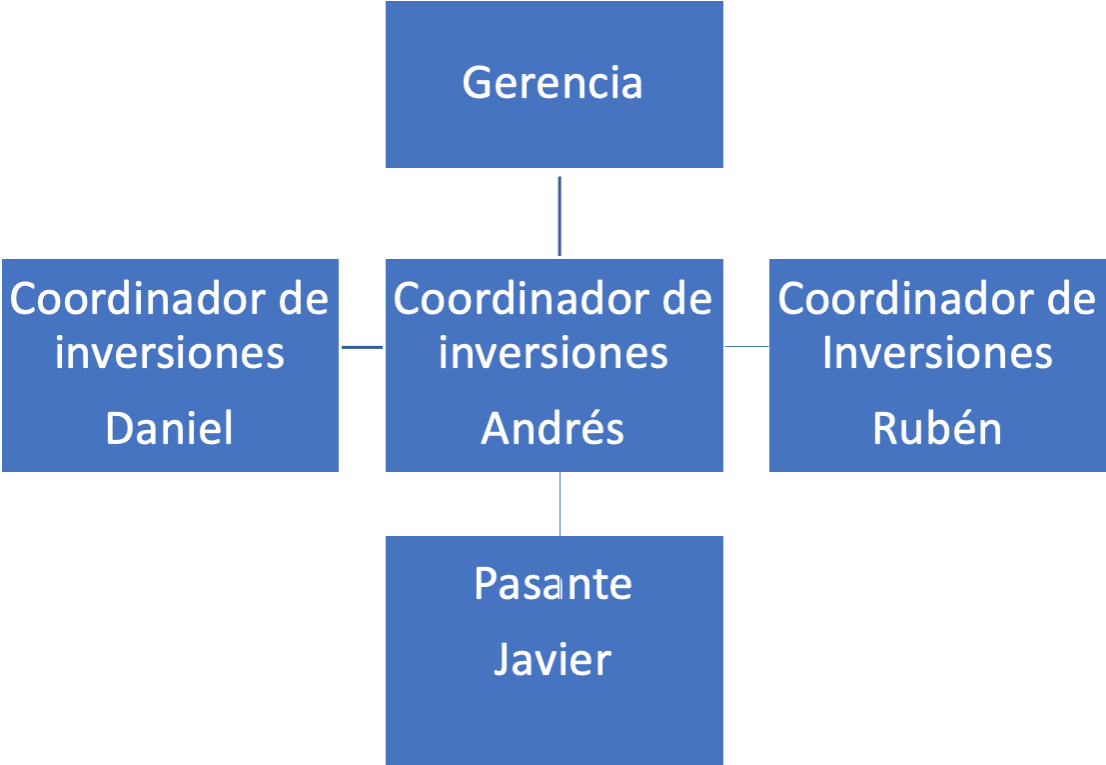 Gerencia
Coordinador de
inversiones
Daniel
Coordinador de
inversiones
Andrés
Coordinador de
Inversiones
Rubén
Pasante
Javier